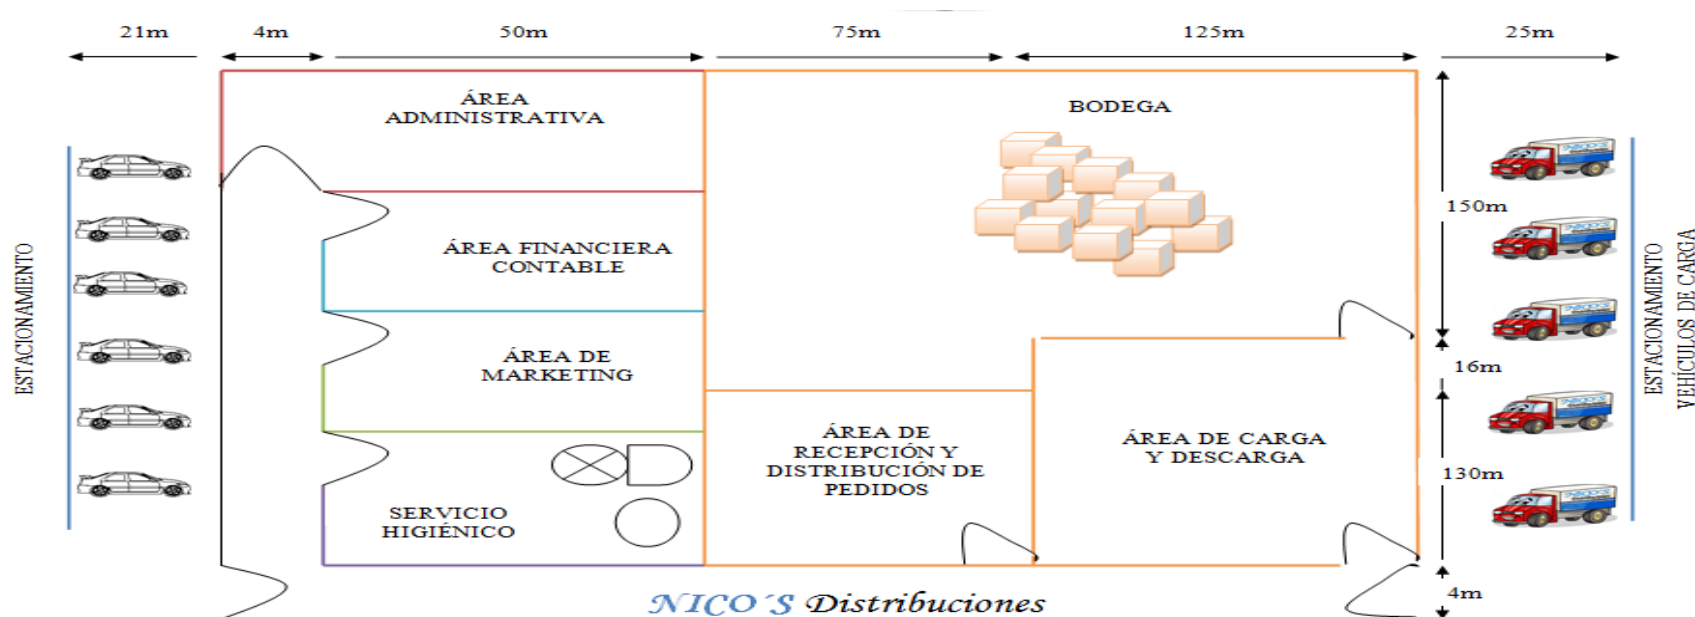 21m
4m
50m
75m
125m
25m
ÁREA
ADMINISTRATIVA
BODEGA
150m
ÁREA FINANCIERA
CONTABLE
ESTACIONAMIENTO
ESTACIONAMIENTO
VEHÍCULOS DE CARGA
ÁREA DE
MARKETING
16m
ÁREA DE
RECEPCIÓN Y
DISTRIBUCIÓN DE
PEDIDOS
ÁREA DE CARGA
Y DESCARGA
130m
SERVICIO
HIGIÉNICO
4m
NICO´S Distribuciones